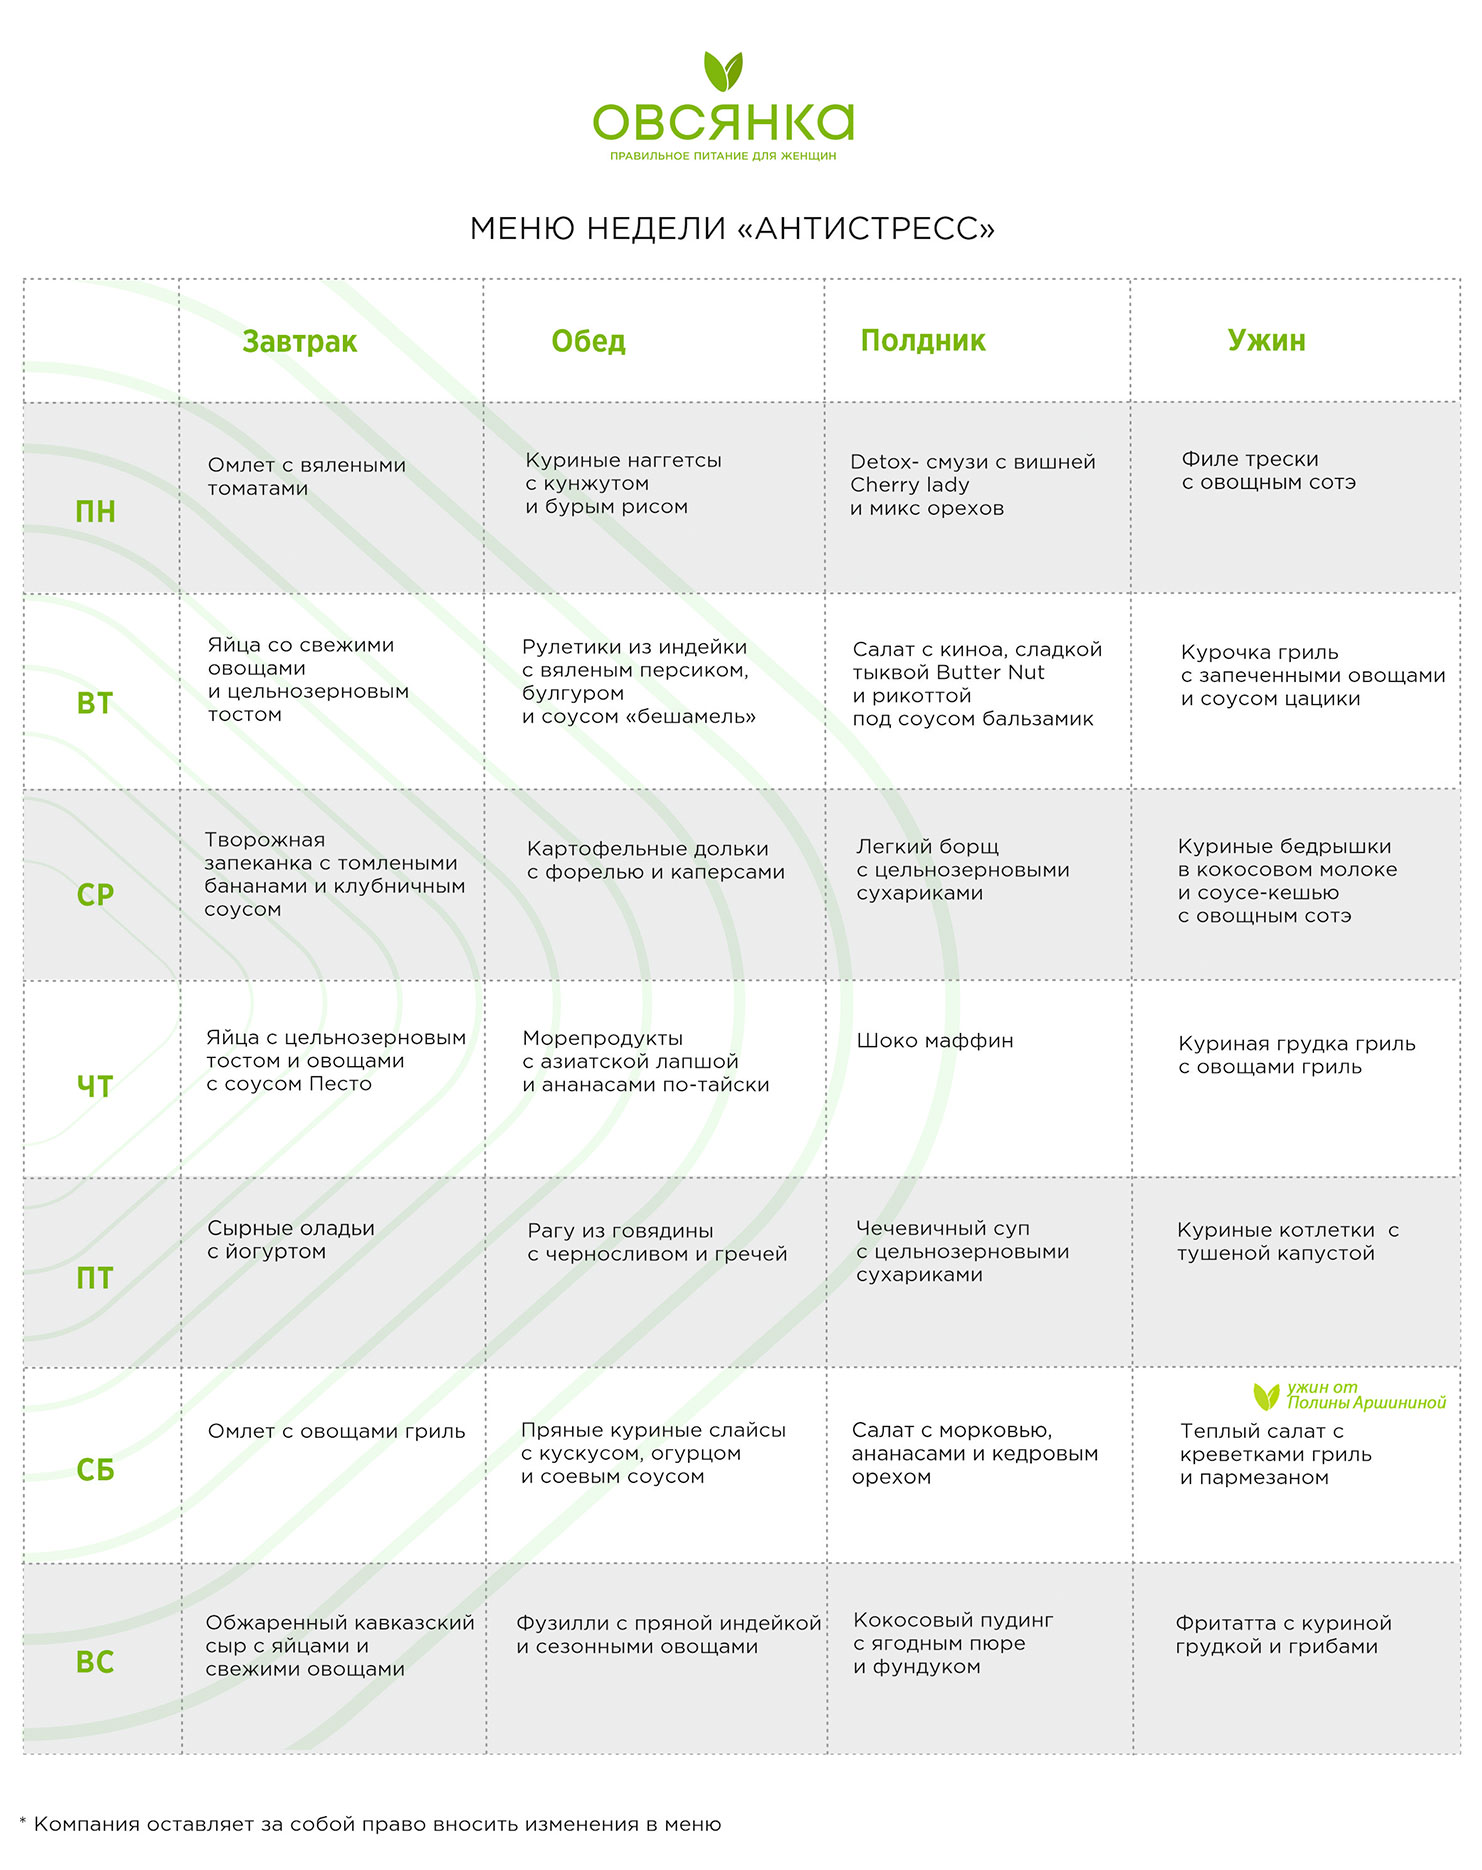 ОВСЯНКА
ПРАВИЛЬНОЕ ПИТАНИЕ ДЛЯ ЖЕНЩИН
МЕНЮ НЕДЕЛИ «АНТИСТРЕСС»
Завтрак
Обед
Полдник
Ужин
ПН
Омлет с вялеными
томатами
Куриные наггетсы
с кунжутом
и бурым рисом
Detox- смузи с вишней
Cherry lady
и микс орехов
Филе трески
с овощным сотэ
ВТ
Яйца со свежими
овощами
и цельнозерновым
тостом
Рулетики из индейки
с вяленым персиком,
булгуром
и соусом «бешамель»
Салат с киноа, сладкой
тыквой Butter Nut
и рикоттой
под соусом бальзамик
Курочка гриль
с запеченными овощами
и соусом цацики
СР
Творожная
запеканка с томлеными
бананами и клубничным
соусом
Картофельные дольки
с форелью и каперсами
Легкий борщ
с цельнозерновыми
сухариками
Куриные бедрышки
в кокосовом молоке
и соусе-кешью
с овощным сотэ
ЧТ
Яйца с цельнозерновым
тостом и овощами
с соусом Песто
Морепродукты
с азиатской лапшой
и ананасами по-тайски
Шоко маффин
Куриная грудка гриль
с овощами гриль
ПТ
Сырные оладьи
с йогуртом
Рагу из говядины
с черносливом и гречей
Чечевичный суп
с цельнозерновыми
сухариками
Куриные котлетки с
тушеной капустой
СБ
Омлет с овощами гриль
Пряные куриные слайсы
с кускусом, огурцом
и соевым соусом
Салат с морковью,
ананасами и кедровым
орехом
ужин от
Полины Аршининой
Теплый салат с
креветками гриль
и пармезаном
ВС
Обжаренный кавказский
сыр с яйцами и
свежими овощами
Фузилли с пряной индейкой
и сезонными овощами
Кокосовый пудинг
с ягодным пюре
и фундуком
Фритатта с куриной
грудкой и грибами
* Компания оставляет за собой право вносить изменения в меню